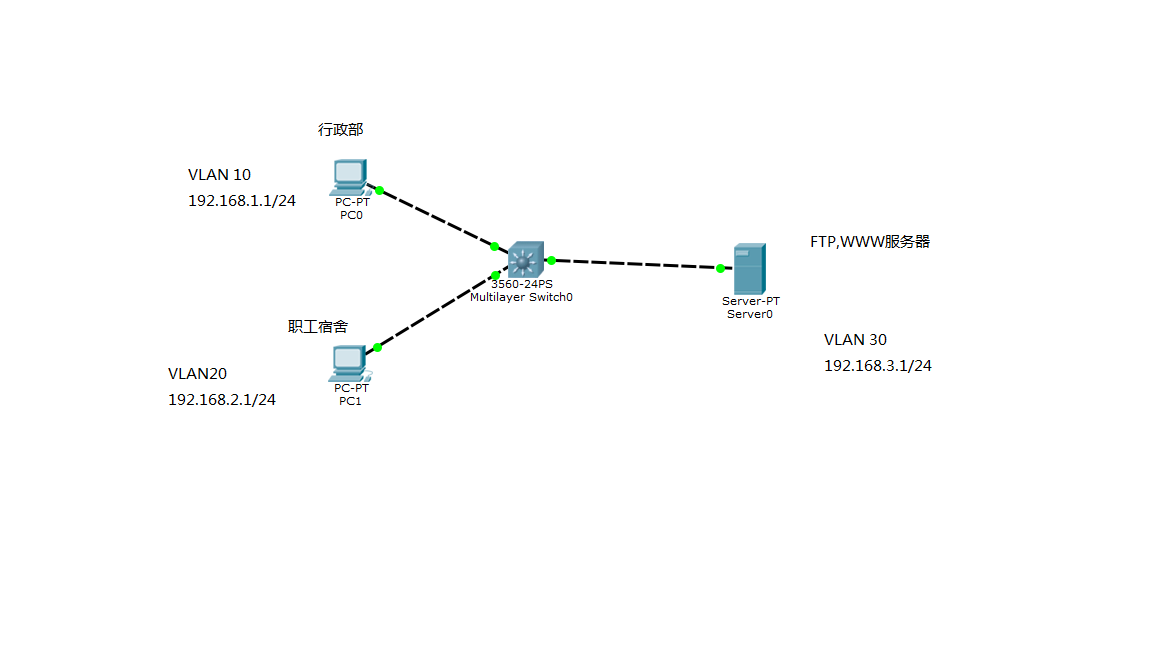 行政部
VLAN 10
192.168.1.1/24
PC-PT
PC0
FTP,WWW服务器
3560-24PS
Multilayer Switch0
Server-PT
Server0
职工宿舍
VLAN 30
192.168.3.1/24
VLAN20
192.168.2.1/24
PC-PT
PC1